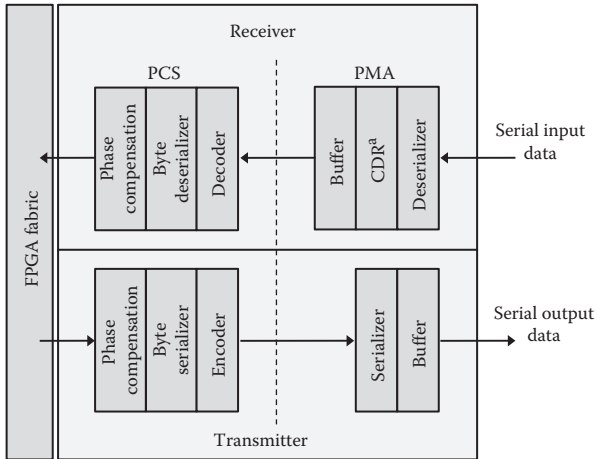 Receiver
PCS
PMA
Phase
compensation
Byte
deserializer
Decoder
Buffer
CDRᵃ
Deserializer
Serial input
data
FPGA fabric
Phase
compensation
Byte
serializer
Encoder
Serializer
Buffer
Serial output
data
Transmitter